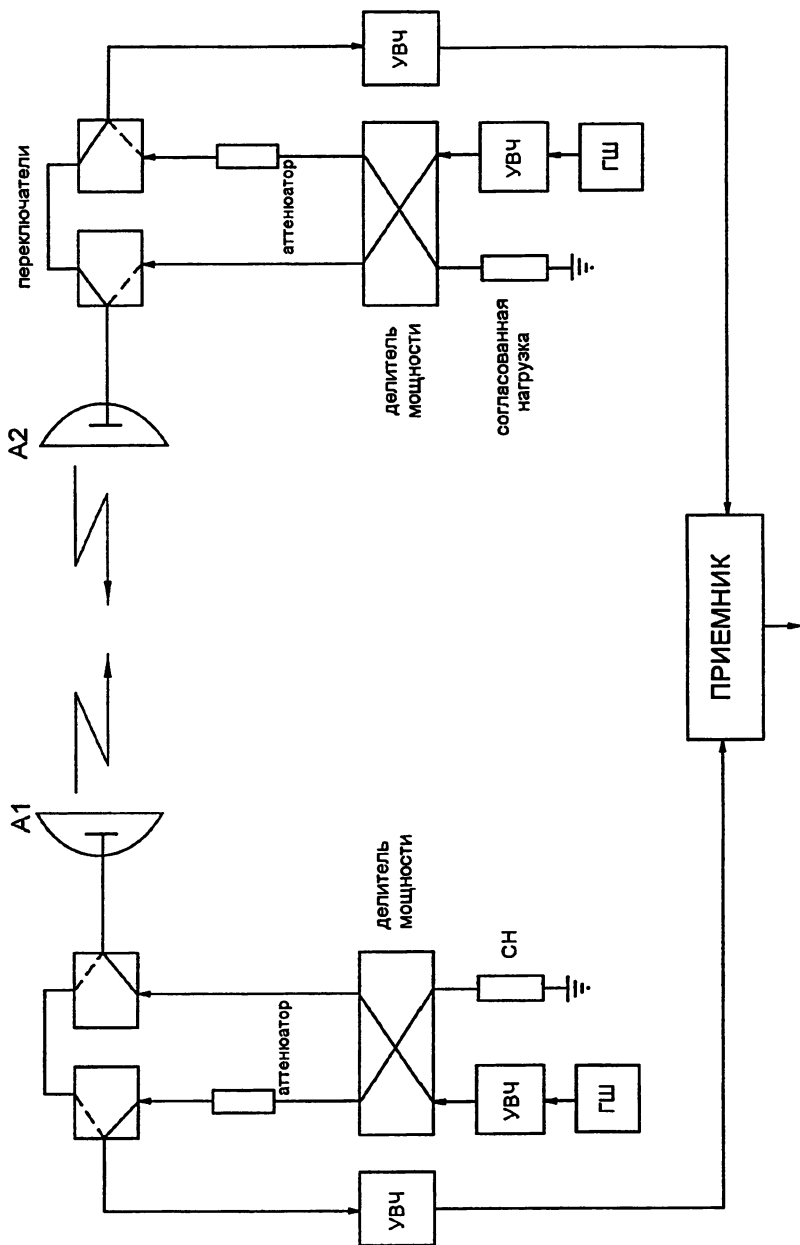 A1
A2
переключатели
аттенюатор
аттенюатор
делитель
мощности
делитель
мощности
СН
согласованная
нагрузка
УВЧ
УВЧ
ГШ
УВЧ
ГШ
УВЧ
ПРИЕМНИК